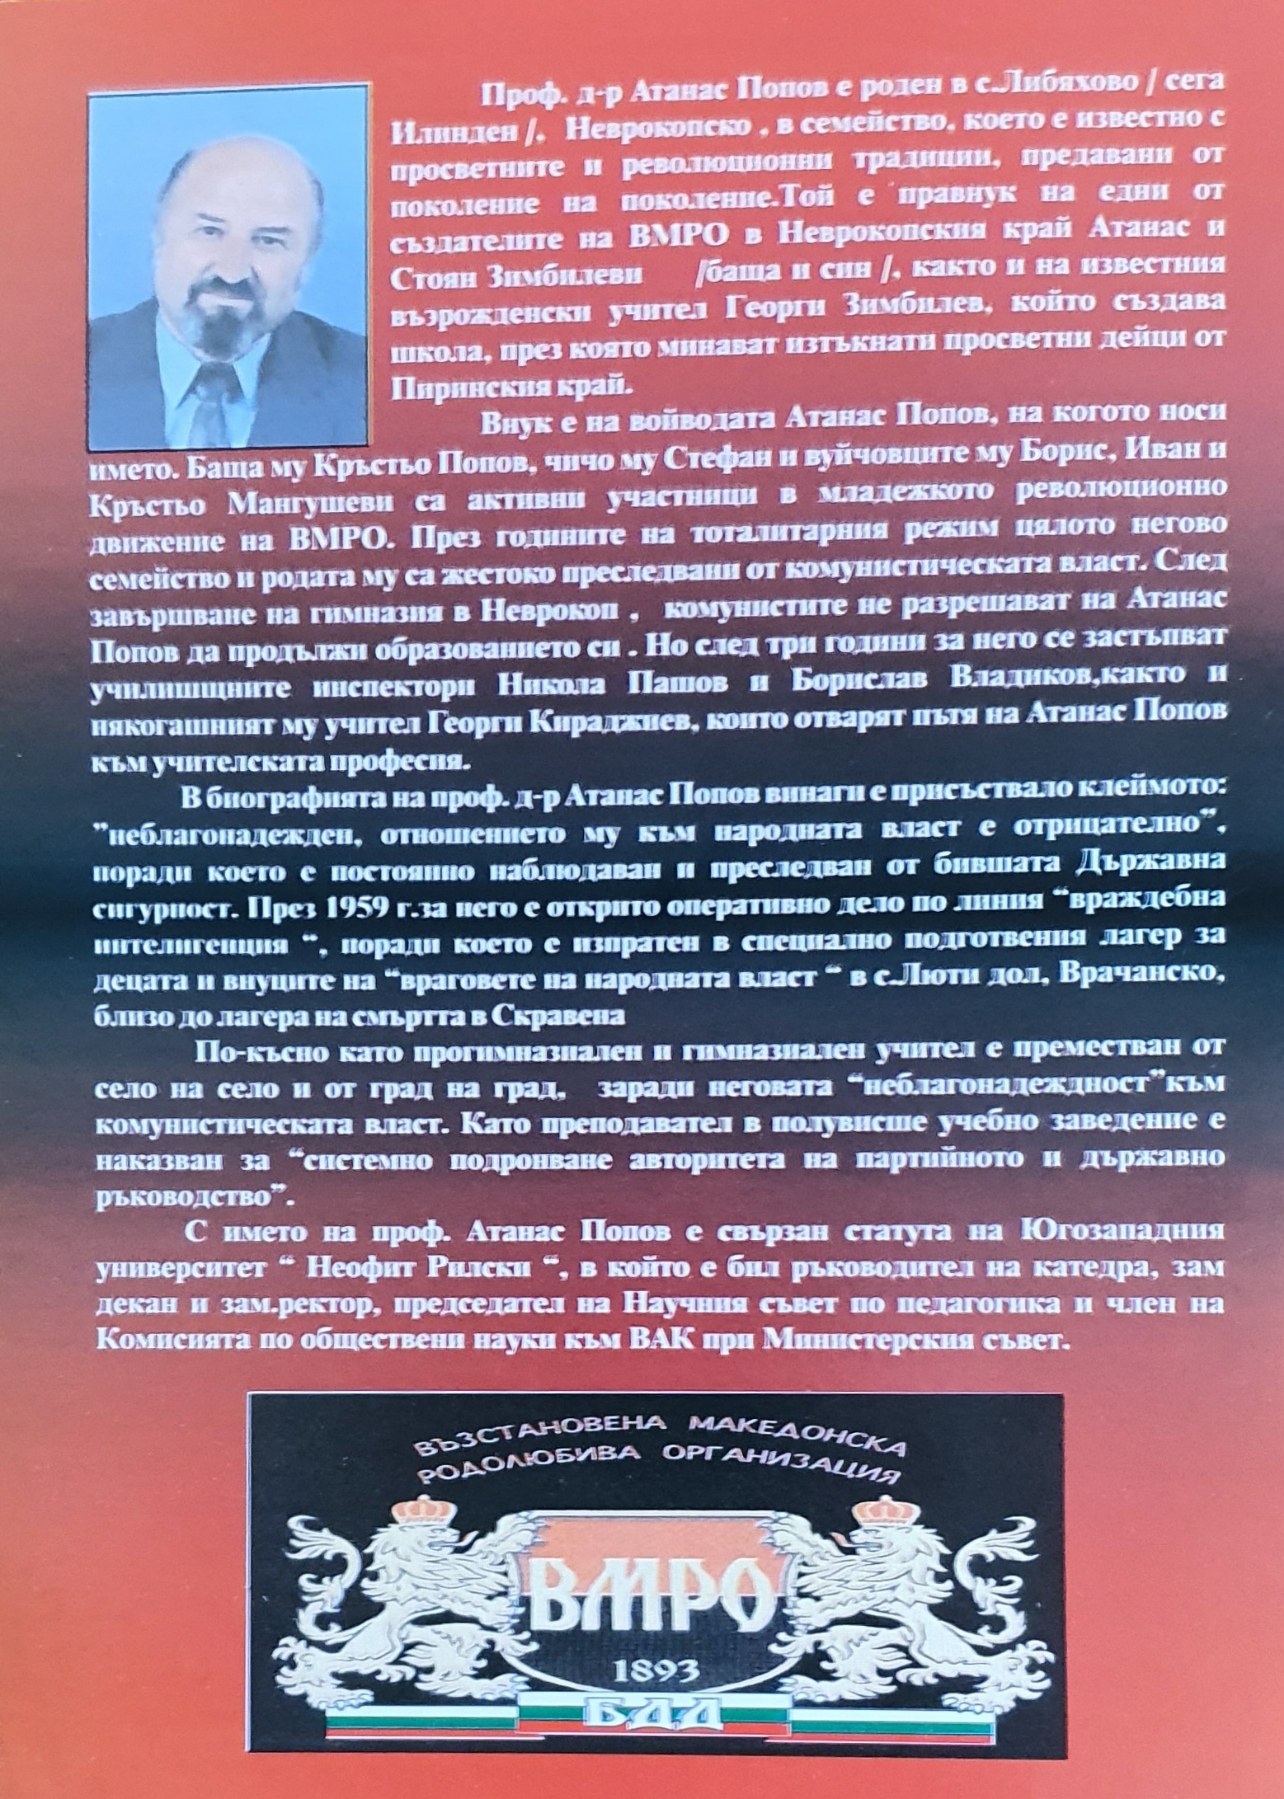 Проф. д-р Атанас Попов е роден в с.Либяхово / сега
Илинден /, Неврокопско , в семейство, което е известно с
просветните и революционни традиции, предавани от
поколение на поколение.Той е правнук на едни от
създателите на ВМРО в Неврокопския край Атанас и
Стоян Зимбилеви /баща и син /, както и на известния
възрожденски учител Георги Зимбилев, който създава
школа, през която минават изтъкнати просветни дейци от
Пиринския край.
Внук е на войводата Атанас Попов, на когото носи
името. Баща му Кръстьо Попов, чичо му Стефан и вуйчовците му Борис, Иван и
Кръстьо Мангушеви са активни участници в младежкото революционно
движение на ВМРО. През годините на тоталитарния режим цялото негово
семейство и родата му са жестоко преследвани от комунистическата власт. След
завършване на гимназия в Неврокоп , комунистите не разрешават на Атанас
Попов да продължи образованието си . Но след три години за него се застъпват
училищните инспектори Никола Пашов и Борислав Владиков,както и
някогашният му учител Георги Кираджиев, които отварят пътя на Атанас Попов
към учителската професия.
В биографията на проф. д-р Атанас Попов винаги е присъствало клеймото:
”неблагонадежден, отношението му към народната власт е отрицателно”,
поради което е постоянно наблюдаван и преследван от бившата Държавна
сигурност. През 1959 г.за него е открито оперативно дело по линия “враждебна
интелигенция “, поради което е изпратен в специално подготвения лагер за
децата и внуците на “враговете на народната власт “ в с.Люти дол, Врачанско,
близо до лагера на смъртта в Скравена
По-късно като прогимназиален и гимназиален учител е преместван от
село на село и от град на град, заради неговата “неблагонадеждност”към
комунистическата власт. Като преподавател в полувисше учебно заведение е
наказван за “системно подронване авторитета на партийното и държавно
ръководство”.
С името на проф. Атанас Попов е свързан статута на Югозападния
университет “ Неофит Рилски “, в който е бил ръководител на катедра, зам
декан и зам.ректор, председател на Научния съвет по педагогика и член на
Комисията по обществени науки към ВАК при Министерския съвет.
ВЪЗСТАНОВЕНА МАКЕДОНСКА
РОДОЛЮБИВА ОРГАНИЗАЦИЯ
ВМРО
1893
БДД